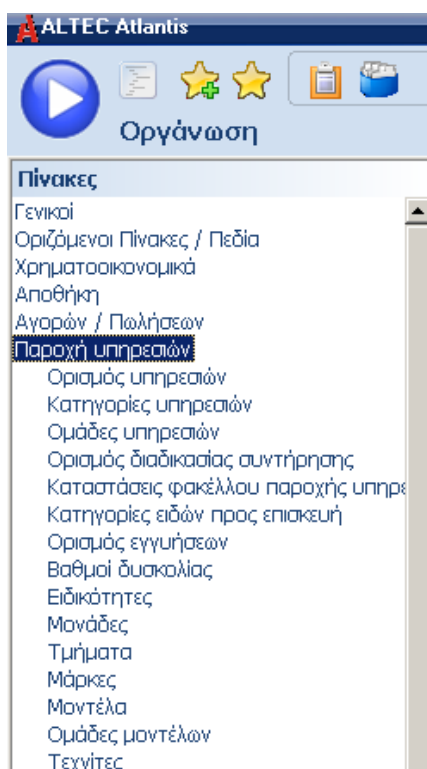 ALTEC Atlantis
Οργάνωση
Πίνακες
Γενικοί
Οριζόμενοι Πίνακες / Πεδία
Χρηματοοικονομικά
Αποθήκη
Αγορών / Πωλήσεων
Παροχή υπηρεσιών
Ορισμός υπηρεσιών
Κατηγορίες υπηρεσιών
Ομάδες υπηρεσιών
Ορισμός διαδικασίας συντήρησης
Καταστάσεις φακέλλου παροχής υπηρε
Κατηγορίες ειδών προς επισκευή
Ορισμός εγγυήσεων
Βαθμοί δυσκολίας
Ειδικότητες
Μονάδες
Τμήματα
Μάρκες
Μοντέλα
Ομάδες μοντέλων
Τεχνίτες